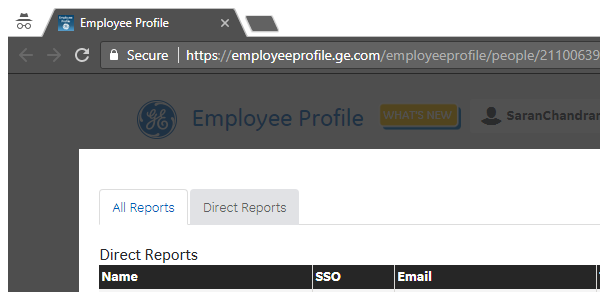 Employee Profile
Secure https://employeeprofile.ge.com/employeeprofile/people/21100639
Employee Profile WHAT'S NEW SaranChandran
All Reports Direct Reports
Direct Reports
Name SSO Email